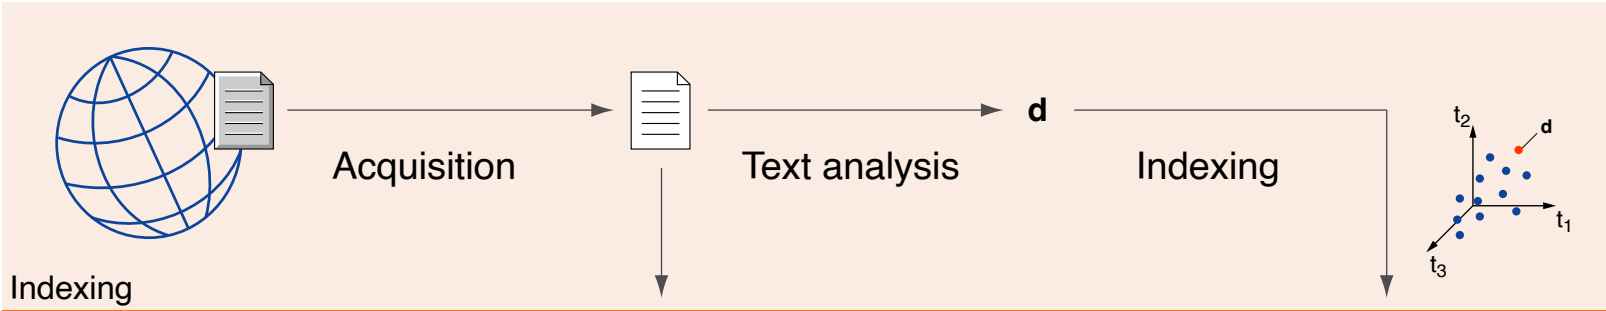 Acquisition
Text analysis
d
Indexing
t2
d
t1
t3
Indexing